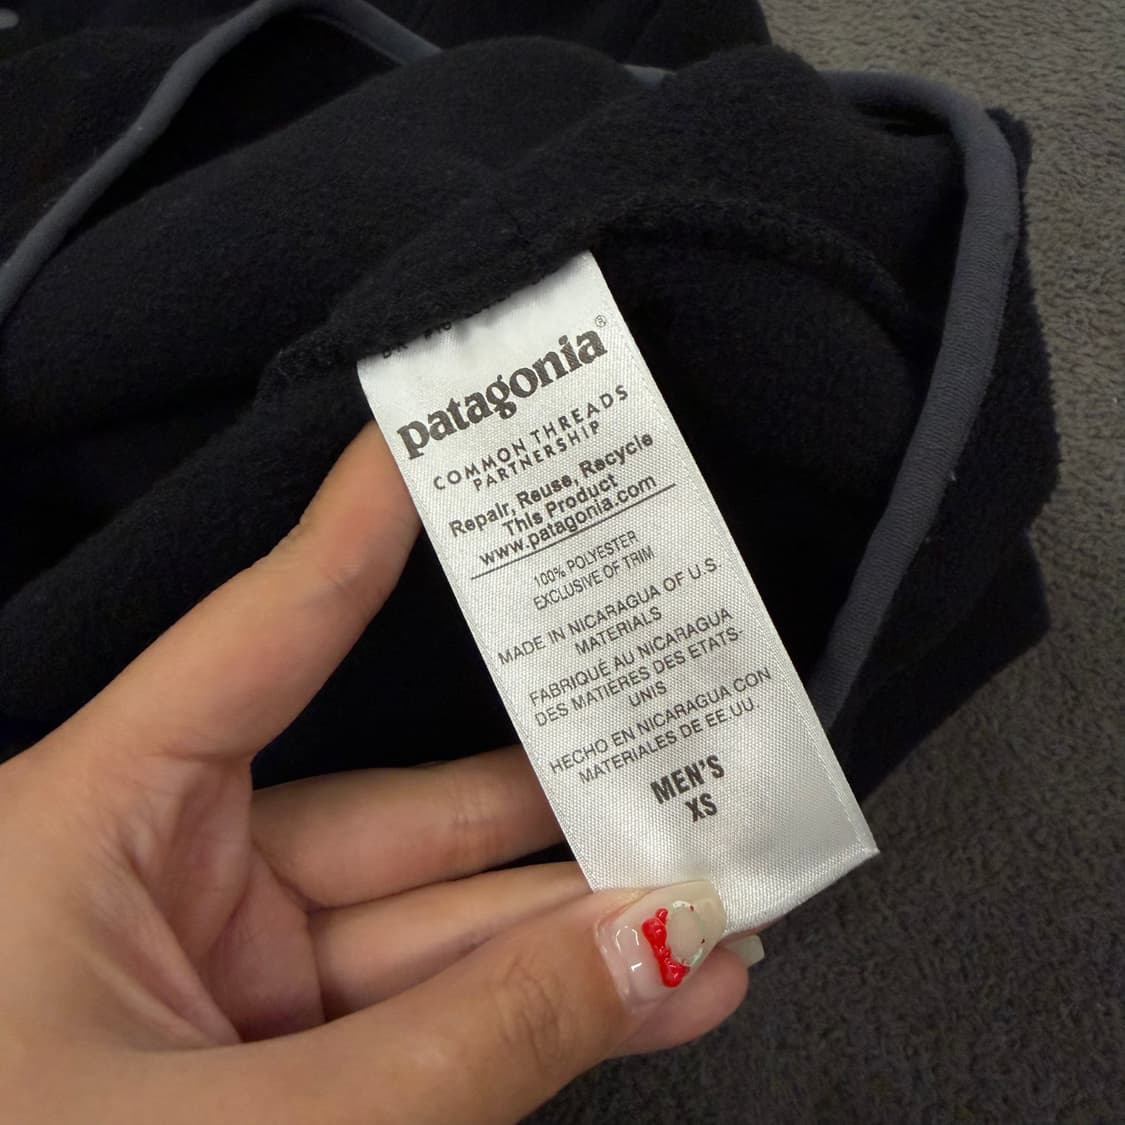 patagonia®
COMMON THREADS
PARTNERSHIP
Repair, Reuse, Recycle
This Product
www.patagonia.com
100% POLYESTER
EXCLUSIVE OF TRIM
MADE IN NICARAGUA OF U.S.
MATERIALS
FABRIQUÉ AU NICARAGUA
DES MATIERES DES ETATS-
UNIS
HECHO EN NICARAGUA CON
MATERIALES DE EE.UU.
MEN'S
XS